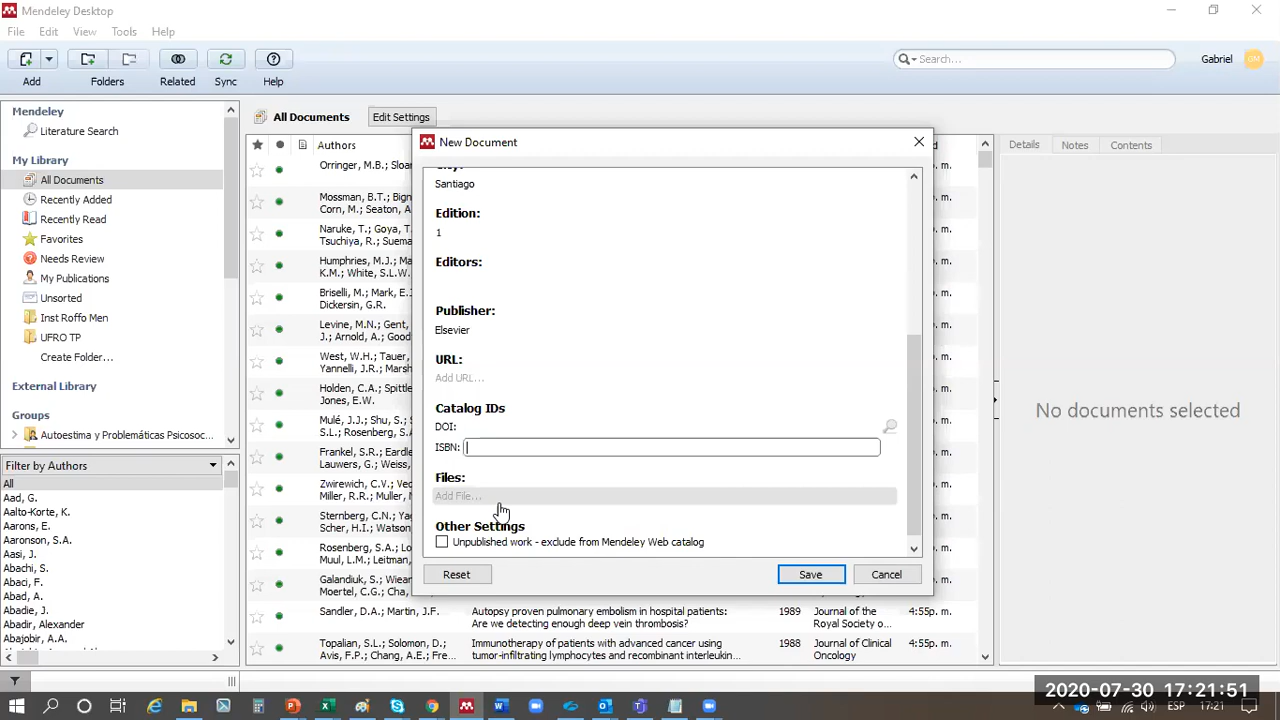 Mendeley Desktop
File Edit View Tools Help
Add Folders Related Sync Help
Search...
Gabriel GM
Mendeley
Literature Search
My Library
All Documents
Recently Added
Recently Read
Favorites
Needs Review
My Publications
Unsorted
Inst Roffo Men
UFRO TP
Create Folder...
External Library
Groups
Autoestima y Problemáticas Psicosoc...
Filter by Authors
All
Aad, G.
Aalto-Korte, K.
Aarons, E.
Aaronson, S.A.
Aasi, J.
Abaci, F.
Abad, A.
Abadie, J.
Abaied, J.L.
Abajobir, A.A.
All Documents Edit Settings
Authors
Orringer, M.B.; Sloan
Mossman, B.T.; Bign
Corn, M.; Seaton, A
Naruke, T.; Goya, T
Tsuchiya, R.; Suema
Humphries, M.J.; Ma
K.M.; White, S.L.W.
Briselli, M.; Mark, E.J
Dickersin, G.R.
Levine, M.N.; Gent,
J.; Arnold, A.; Good
West, W.H.; Tauer,
Yannelli, J.R.; Marsh
Holden, C.A.; Spittle
Jones, E.W.
Mulé, J.J.; Shu, S.;
S.L.; Rosenberg, S.A
Frankel, S.R.; Eardle
Lauwers, G.; Weiss,
Zwirewich, C.V.;
Miller, R.R.; Muller, N
Sternberg, C.N.; Yag
Scher, H.I.; Watson
Rosenberg, S.A.; Lo
Muul, L.M.; Leitman,
Galandiuk, S.; Wiean
Moertel, C.G.; Cha,
Sandler, D.A.; Martin, J.F. Autopsy proven pulmonary embolism in hospital patients: Are we detecting enough deep vein thrombosis? 1989 Journal of the Royal Society o... 4:55p. m.
Topalian, S.L.; Solomon, D.; Avis, F.P.; Chang, A.E.; Fre... Immunotherapy of patients with advanced cancer using tumor-infiltrating lymphocytes and recombinant interleukin... 1988 Journal of Clinical Oncology 4:55p. m.
New Document
Santiago
Edition:
1
Editors:
Publisher:
Elsevier
URL:
Add URL...
Catalog IDs
DOI:
ISBN:
Files:
Add File...
Other Settings
Unpublished work - exclude from Mendeley Web catalog
Reset Save Cancel
Details Notes Contents
No documents selected
2020-07-30 17:21:51
ESP 17:21